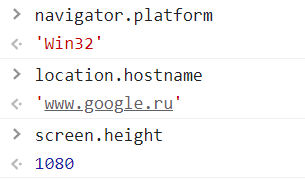 navigator.platform
'Win32'
location.hostname
'www.google.ru'
screen.height
1080